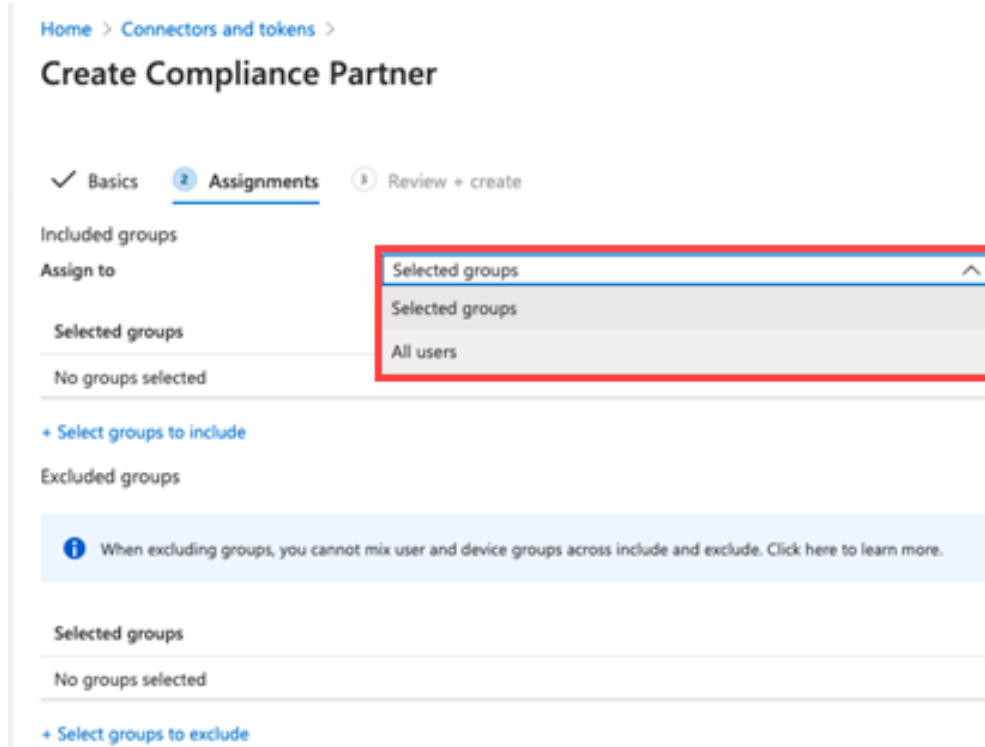 Home > Connectors and tokens >
Create Compliance Partner
Basics 2 Assignments 3 Review + create
Included groups
Assign to Selected groups
Selected groups
All users
Selected groups
No groups selected
+ Select groups to include
Excluded groups
When excluding groups, you cannot mix user and device groups across include and exclude. Click here to learn more.
Selected groups
No groups selected
+ Select groups to exclude